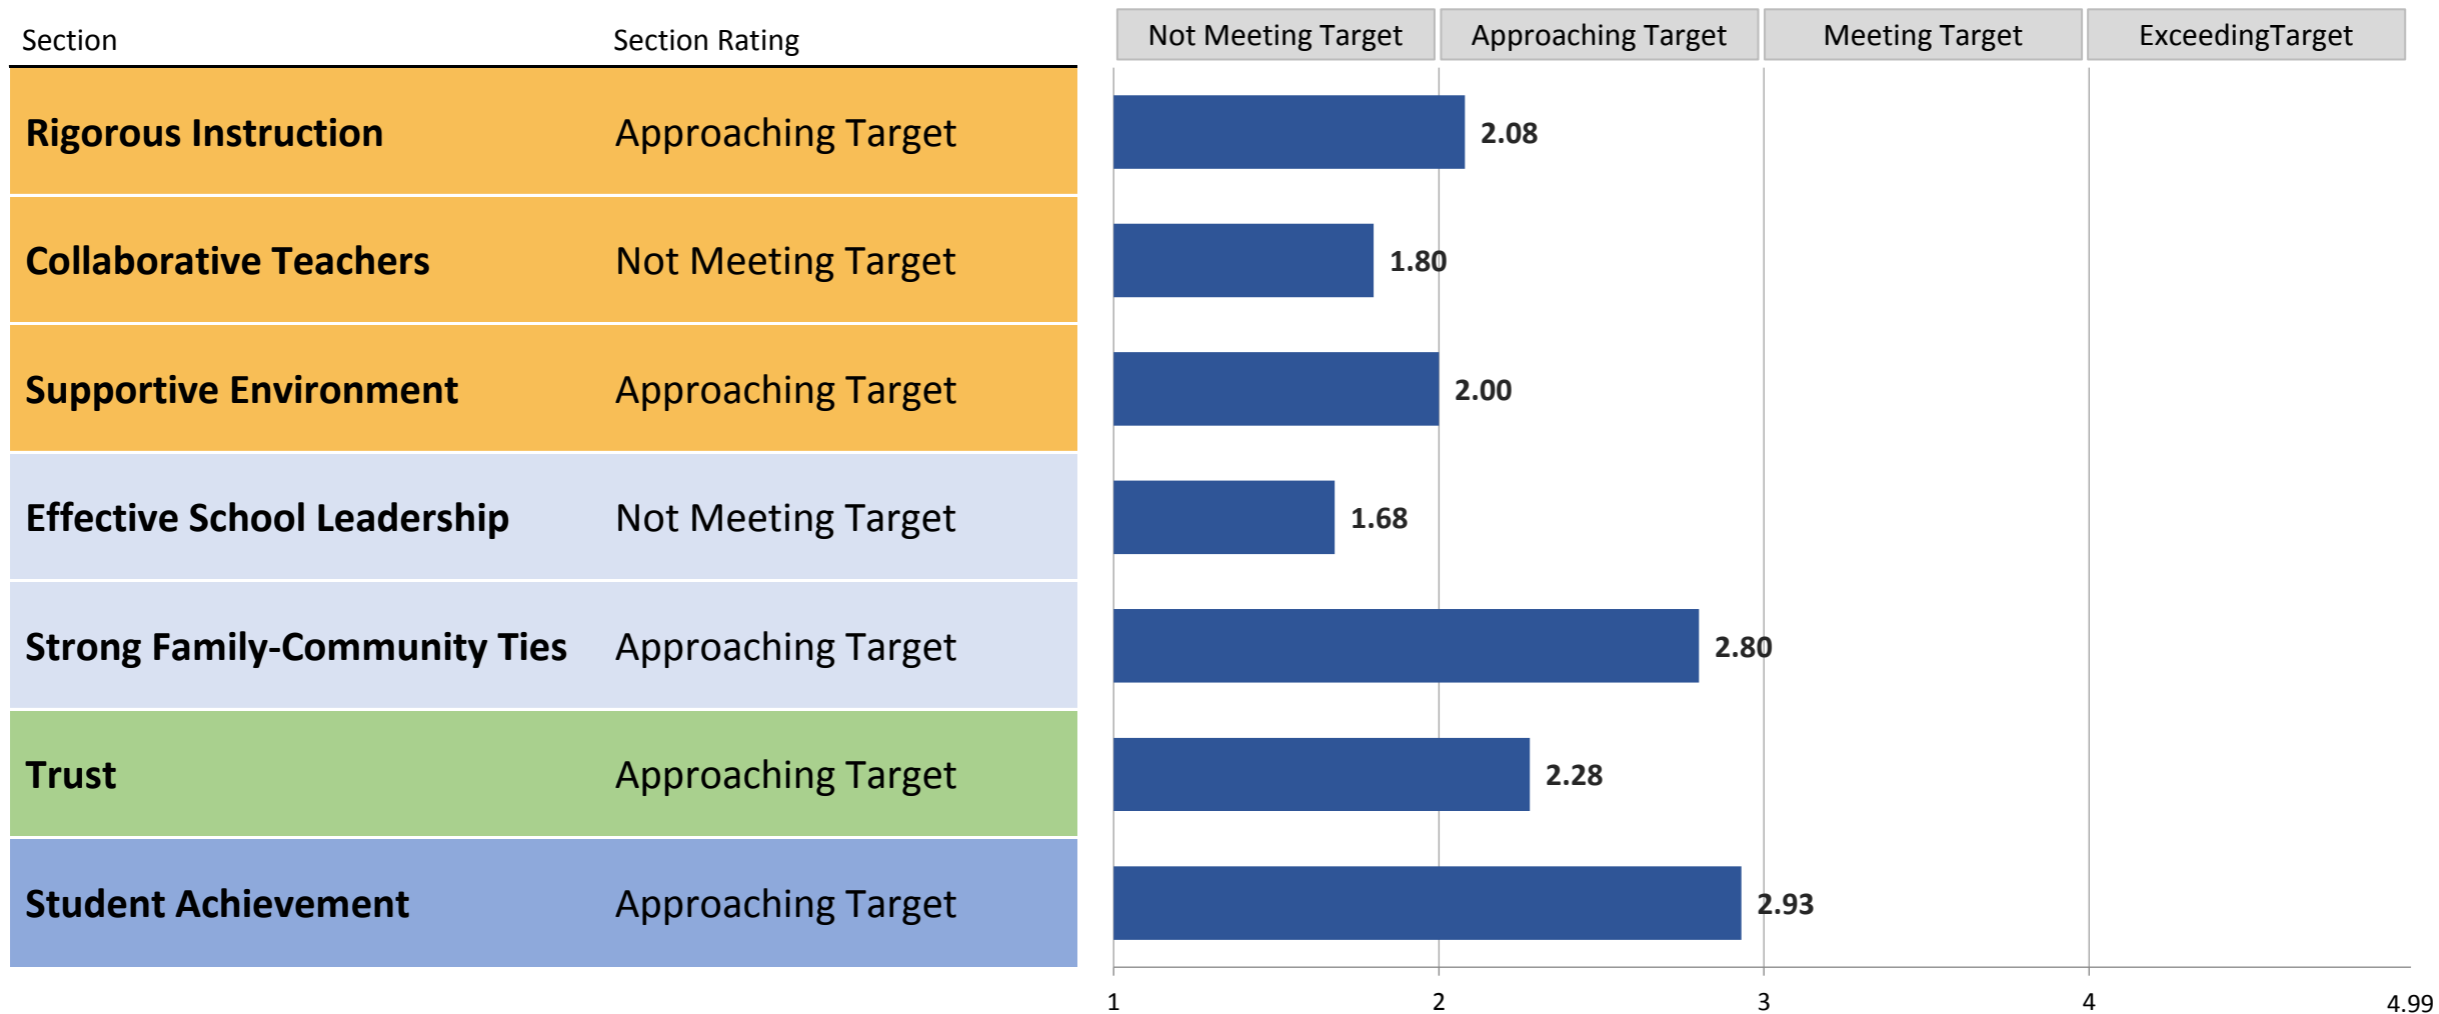 Section Section Rating Not Meeting Target Approaching Target Meeting Target ExceedingTarget
Rigorous Instruction Approaching Target 2.08
Collaborative Teachers Not Meeting Target 1.80
Supportive Environment Approaching Target 2.00
Effective School Leadership Not Meeting Target 1.68
Strong Family-Community Ties Approaching Target 2.80
Trust Approaching Target 2.28
Student Achievement Approaching Target 2.93
1 2 3 4 4.99